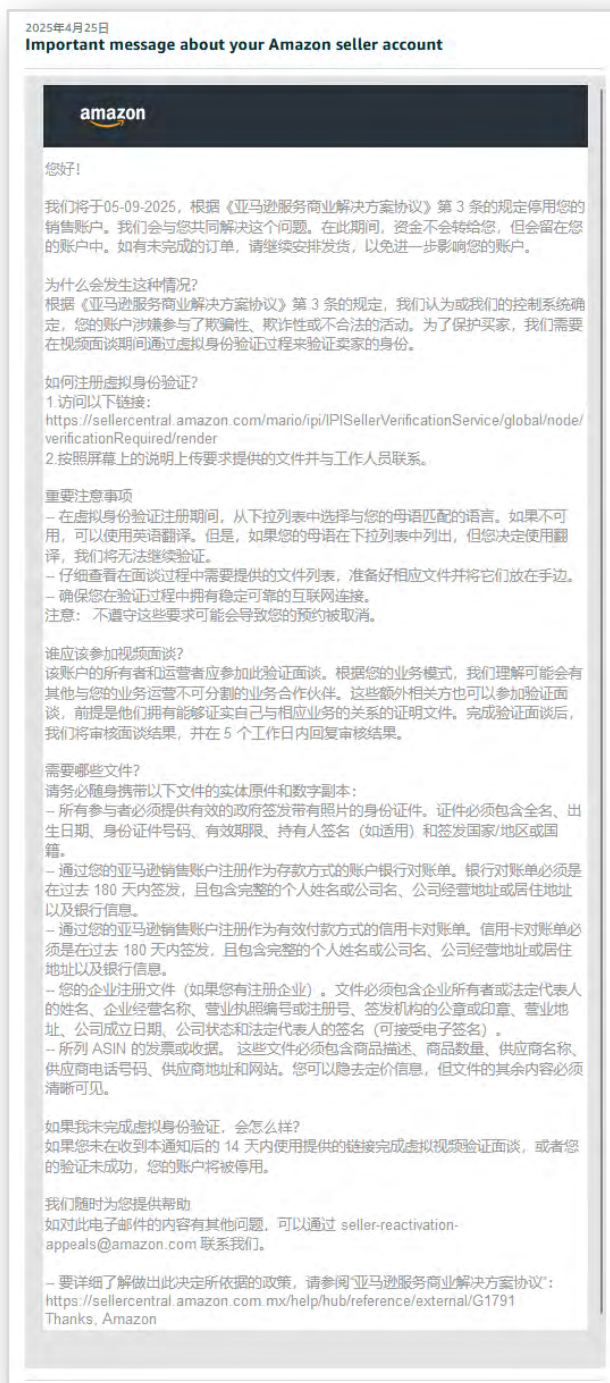 2025年4月25日
Important message about your Amazon seller account
amazon
您好！
我们将于05-09-2025，根据《亚马逊服务商业解决方案协议》第 3 条的规定停用您的
销售账户。我们会与您共同解决这个问题。在此期间，资金不会转给您，但会留在您
的账户中。如有未完成的订单，请继续安排发货，以免进一步影响您的账户。
为什么会发生这种情况？
根据《亚马逊服务商业解决方案协议》第 3 条的规定，我们认为或我们的控制系统确
定，您的账户涉嫌参与了欺骗性、欺诈性或不合法的活动。为了保护买家，我们需要
在视频面谈期间通过虚拟身份验证过程来验证卖家的身份。
如何注册虚拟身份验证？
1.访问以下链接：
https://sellercentral.amazon.com/mario/ipi/IPISellerVerificationService/global/node/
verificationRequired/render
2.按照屏幕上的说明上传要求提供的文件并与工作人员联系。
重要注意事项
-- 在虚拟身份验证注册期间，从下拉列表中选择与您的母语匹配的语言。如果不可
用，可以使用英语翻译。但是，如果您的母语在下拉列表中列出，但您决定使用翻
译，我们将无法继续验证。
-- 仔细查看在面谈过程中需要提供的文件列表，准备好相应文件并将它们放在手边。
-- 确保您在验证过程中拥有稳定可靠的互联网连接。
注意： 不遵守这些要求可能会导致您的预约被取消。
谁应该参加视频面谈？
该账户的所有者和运营者应参加此验证面谈。根据您的业务模式，我们理解可能会有
其他与您的业务运营不可分割的业务合作伙伴。这些额外相关方也可以参加验证面
谈，前提是他们拥有能够证实自己与相应业务的关系的证明文件。完成验证面谈后，
我们将审核面谈结果，并在 5 个工作日内回复审核结果。
需要哪些文件？
请务必随身携带以下文件的实体原件和数字副本：
-- 所有参与者必须提供有效的政府签发带有照片的身份证件。证件必须包含全名、出
生日期、身份证件号码、有效期限、持有人签名（如适用）和签发国家/地区或国
籍。
-- 通过您的亚马逊销售账户注册作为存款方式的账户银行对账单。银行对账单必须是
在过去 180 天内签发，且包含完整的个人姓名或公司名、公司经营地址或居住地址
以及银行信息。
-- 通过您的亚马逊销售账户注册作为有效付款方式的信用卡对账单。信用卡对账单必
须是在过去 180 天内签发，且包含完整的个人姓名或公司名、公司经营地址或居住
地址以及银行信息。
-- 您的企业注册文件（如果您有注册企业）。文件必须包含企业所有者或法定代表人
的姓名、企业经营名称、营业执照编号或注册号、签发机构的公章或印章、营业地
址、公司成立日期、公司状态和法定代表人的签名（可接受电子签名）。
-- 所列 ASIN 的发票或收据。 这些文件必须包含商品描述、商品数量、供应商名称、
供应商电话号码、供应商地址和网站。您可以隐去定价信息，但文件的其余内容必须
清晰可见。
如果我未完成虚拟身份验证，会怎么样？
如果您未在收到本通知后的 14 天内使用提供的链接完成虚拟视频验证面谈，或者您
的验证未成功，您的账户将被停用。
我们随时为您提供帮助
如对此电子邮件的内容有其他问题，可以通过 seller-reactivation-
appeals@amazon.com 联系我们。
-- 要详细了解做出此决定所依据的政策，请参阅“亚马逊服务商业解决方案协议”：
https://sellercentral.amazon.com.mx/help/hub/reference/external/G1791
Thanks, Amazon